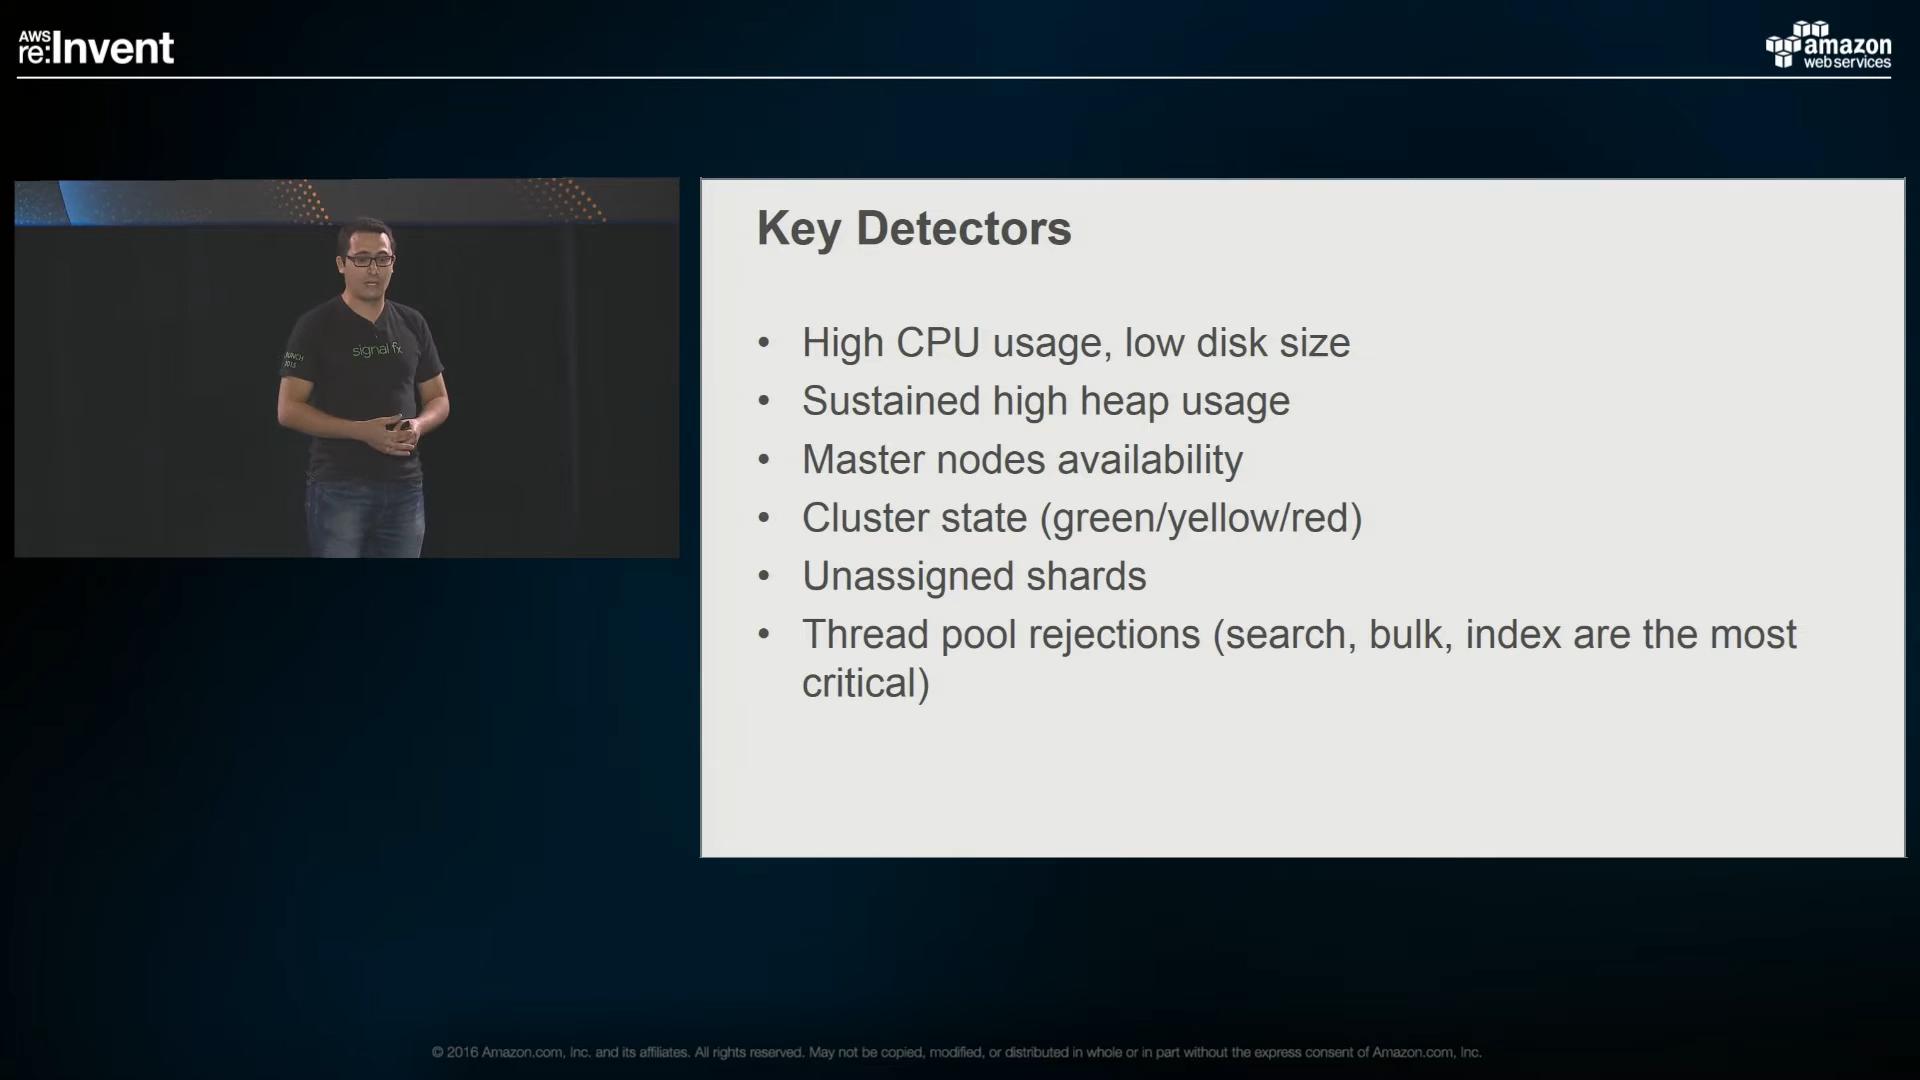 AWS
re:Invent
amazon
webservices
signal fx
2015
Key Detectors
• High CPU usage, low disk size
• Sustained high heap usage
• Master nodes availability
• Cluster state (green/yellow/red)
• Unassigned shards
• Thread pool rejections (search, bulk, index are the most
critical)
© 2016 Amazon.com, Inc. and its affiliates. All rights reserved. May not be copied, modified, or distributed in whole or in part without the express consent of Amazon.com, Inc.